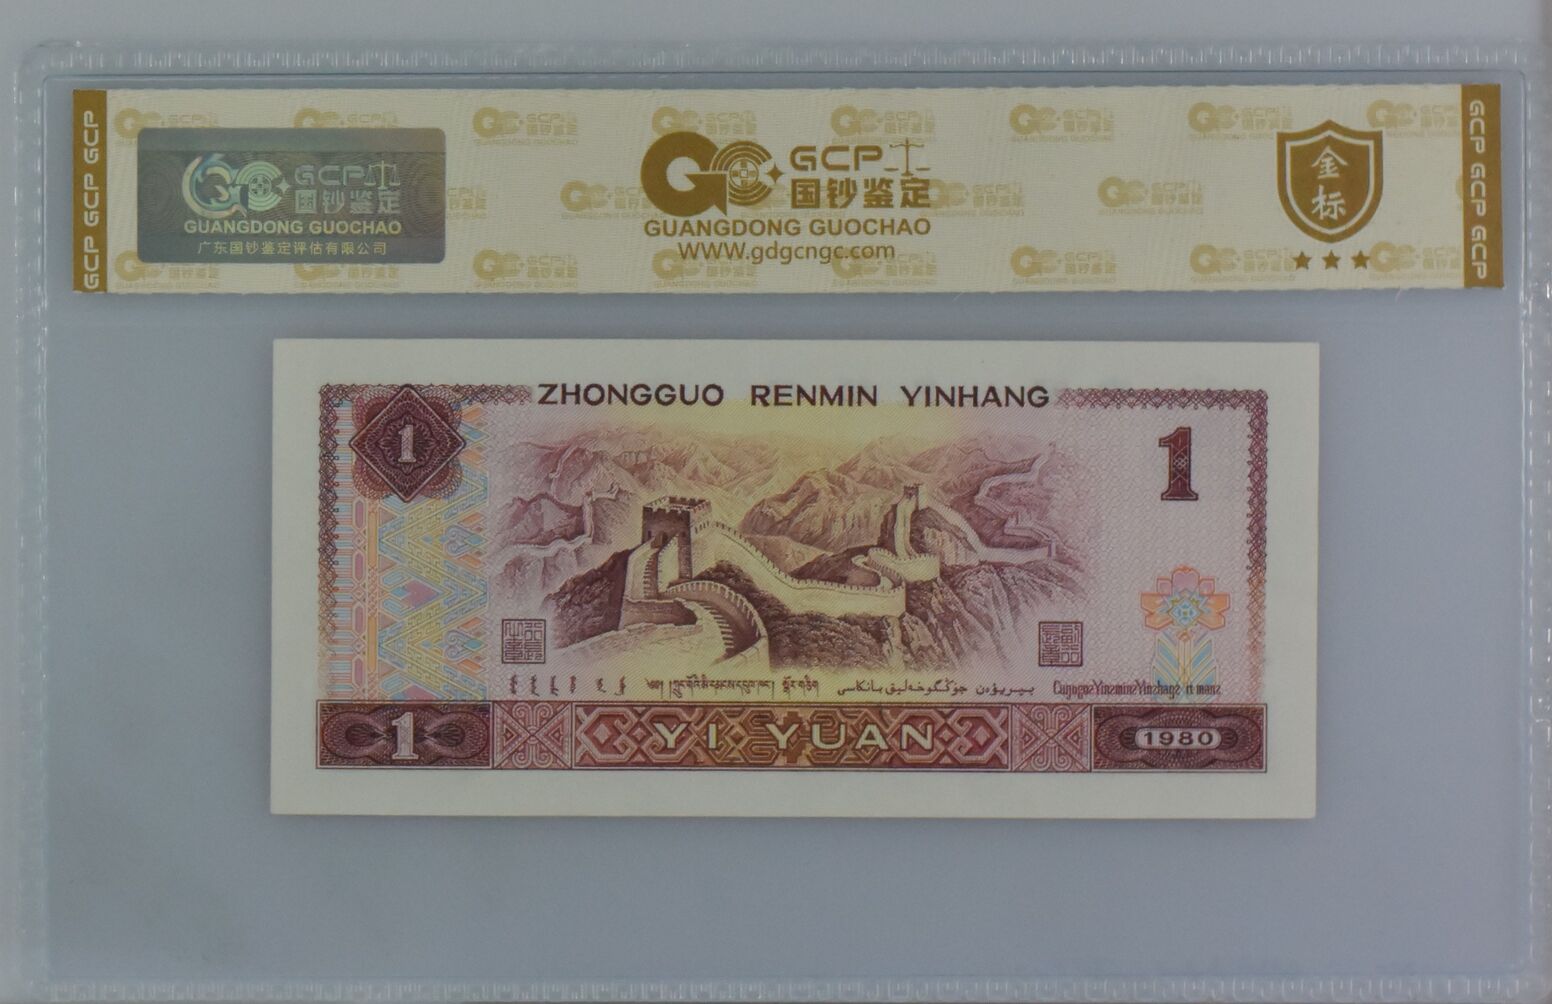 GCP GCP GCP
GCP
国钞鉴定
GUANGDONG GUOCHAO
广东国钞鉴定评估有限公司
GCP
国钞鉴定
GUANGDONG GUOCHAO
WWW.gdgcngc.com
金标
GCP GCP GCP
ZHONGGUO RENMIN YINHANG
1
1
1
YI YUAN
1980